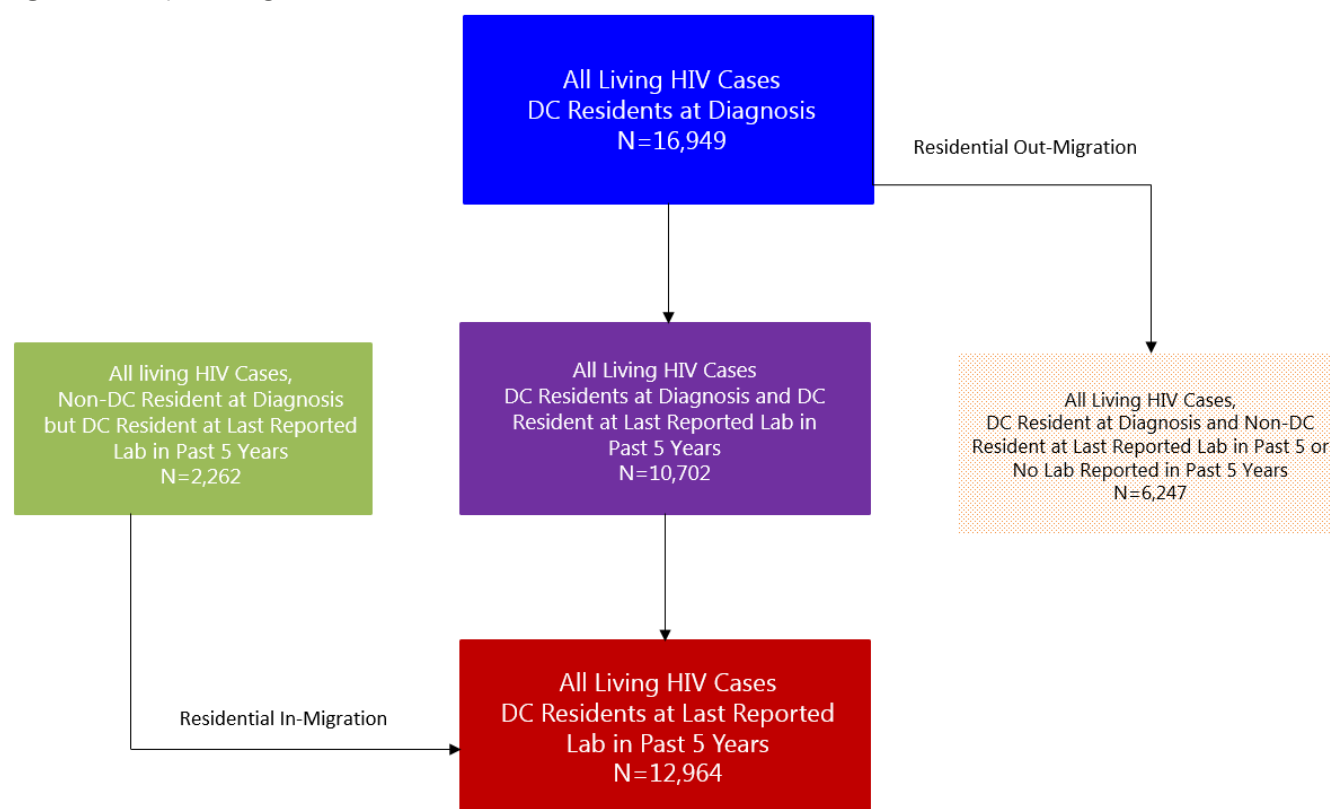 All Living HIV Cases
DC Residents at Diagnosis
N=16,949
Residential Out-Migration
All living HIV Cases,
Non-DC Resident at Diagnosis
but DC Resident at Last Reported
Lab in Past 5 Years
N=2,262
All Living HIV Cases
DC Residents at Diagnosis and DC
Resident at Last Reported Lab in
Past 5 Years
N=10,702
All Living HIV Cases,
DC Resident at Diagnosis and Non-DC
Resident at Last Reported Lab in Past 5 or
No Lab Reported in Past 5 Years
N=6,247
Residential In-Migration
All Living HIV Cases
DC Residents at Last Reported
Lab in Past 5 Years
N=12,964